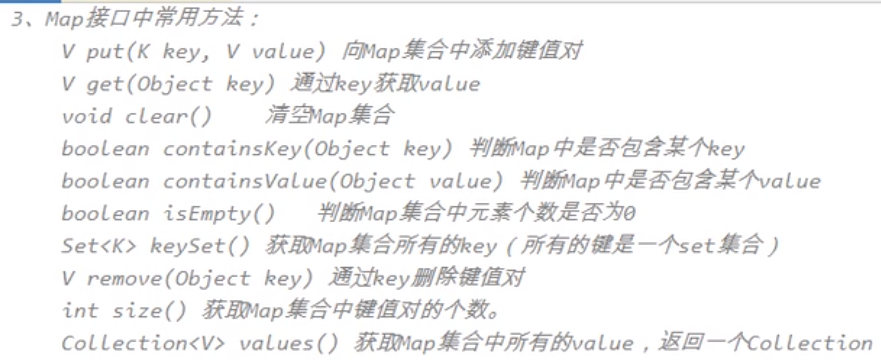 3、Map接口中常用方法：
V put(K key, V value) 向Map集合中添加键值对
V get(Object key) 通过key获取value
void clear() 清空Map集合
boolean containsKey(Object key) 判断Map中是否包含某个key
boolean containsValue(Object value) 判断Map中是否包含某个value
boolean isEmpty() 判断Map集合中元素个数是否为0
Set<K> keySet() 获取Map集合所有的key（所有的键是一个set集合）
V remove(Object key) 通过key删除键值对
int size() 获取Map集合中键值对的个数。
Collection<V> values() 获取Map集合中所有的value，返回一个Collection